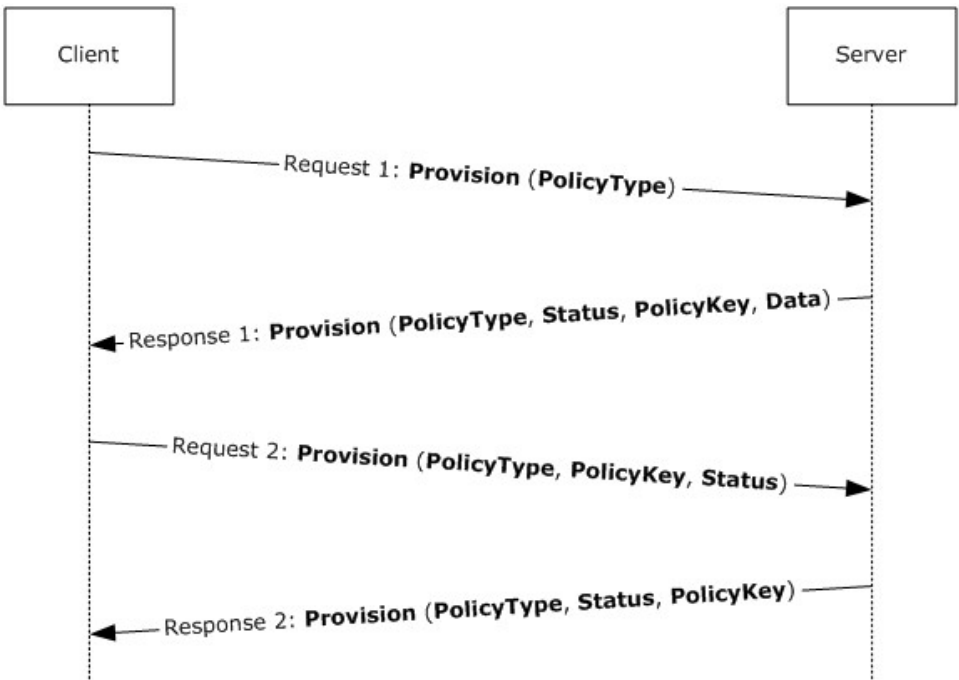 Client
Server
Request 1: Provision (PolicyType)
Response 1: Provision (PolicyType, Status, PolicyKey, Data)
Request 2: Provision (PolicyType, PolicyKey, Status)
Response 2: Provision (PolicyType, Status, PolicyKey)